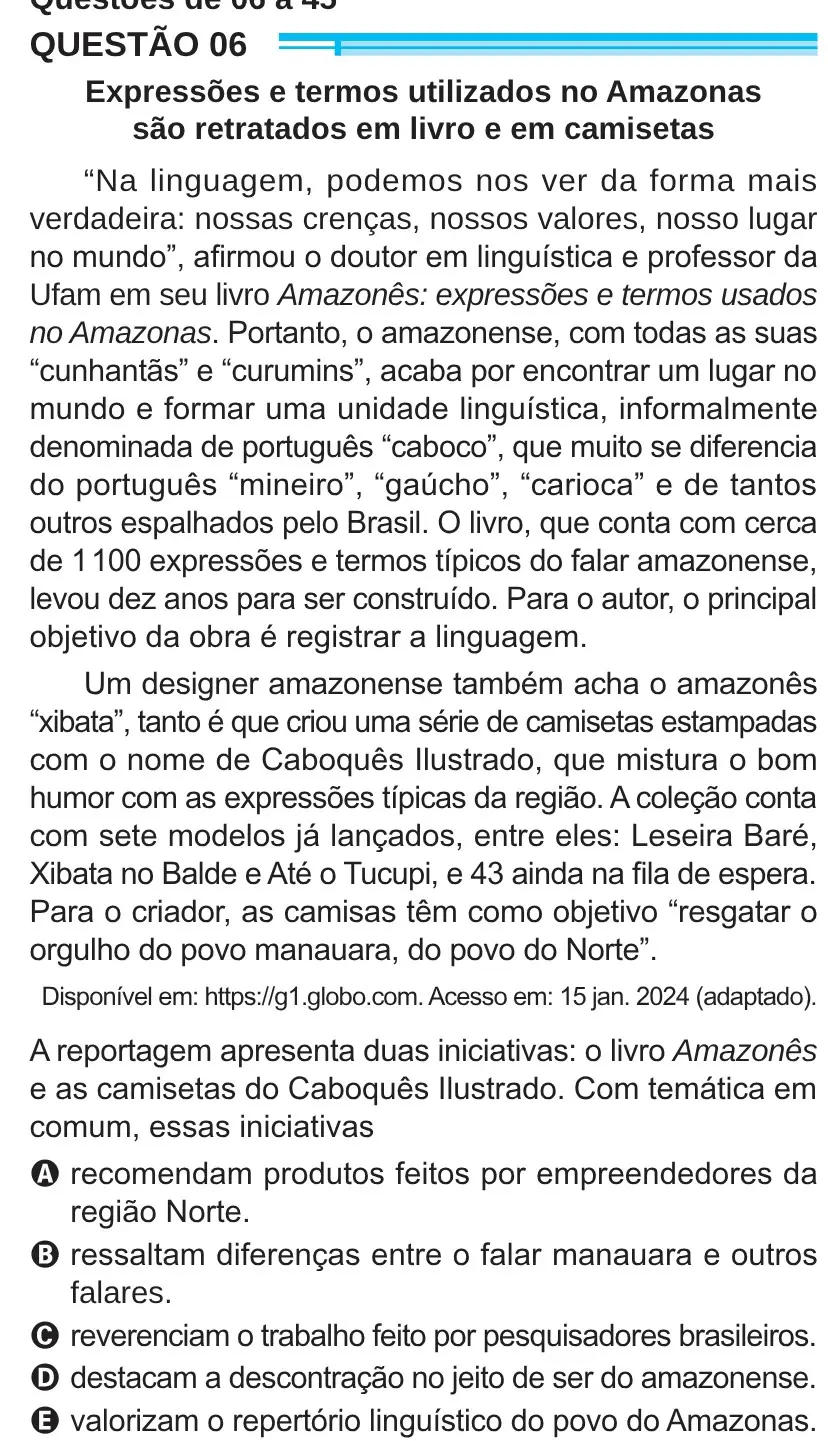 Questões de 06 a 45
QUESTÃO 06
Expressões e termos utilizados no Amazonas
são retratados em livro e em camisetas
“Na linguagem, podemos nos ver da forma mais
verdadeira: nossas crenças, nossos valores, nosso lugar
no mundo”, afirmou o doutor em linguística e professor da
Ufam em seu livro Amazonês: expressões e termos usados
no Amazonas. Portanto, o amazonense, com todas as suas
“cunhantãs” e “curumins”, acaba por encontrar um lugar no
mundo e formar uma unidade linguística, informalmente
denominada de português “caboco”, que muito se diferencia
do português “mineiro”, “gaúcho”, “carioca” e de tantos
outros espalhados pelo Brasil. O livro, que conta com cerca
de 1 100 expressões e termos típicos do falar amazonense,
levou dez anos para ser construído. Para o autor, o principal
objetivo da obra é registrar a linguagem.
Um designer amazonense também acha o amazonês
“xibata”, tanto é que criou uma série de camisetas estampadas
com o nome de Caboquês Ilustrado, que mistura o bom
humor com as expressões típicas da região. A coleção conta
com sete modelos já lançados, entre eles: Leseira Baré,
Xibata no Balde e Até o Tucupi, e 43 ainda na fila de espera.
Para o criador, as camisas têm como objetivo “resgatar o
orgulho do povo manauara, do povo do Norte”.
Disponível em: https://g1.globo.com. Acesso em: 15 jan. 2024 (adaptado).
A reportagem apresenta duas iniciativas: o livro Amazonês
e as camisetas do Caboquês Ilustrado. Com temática em
comum, essas iniciativas
A recomendam produtos feitos por empreendedores da
região Norte.
B ressaltam diferenças entre o falar manauara e outros
falares.
C reverenciam o trabalho feito por pesquisadores brasileiros.
D destacam a descontração no jeito de ser do amazonense.
E valorizam o repertório linguístico do povo do Amazonas.